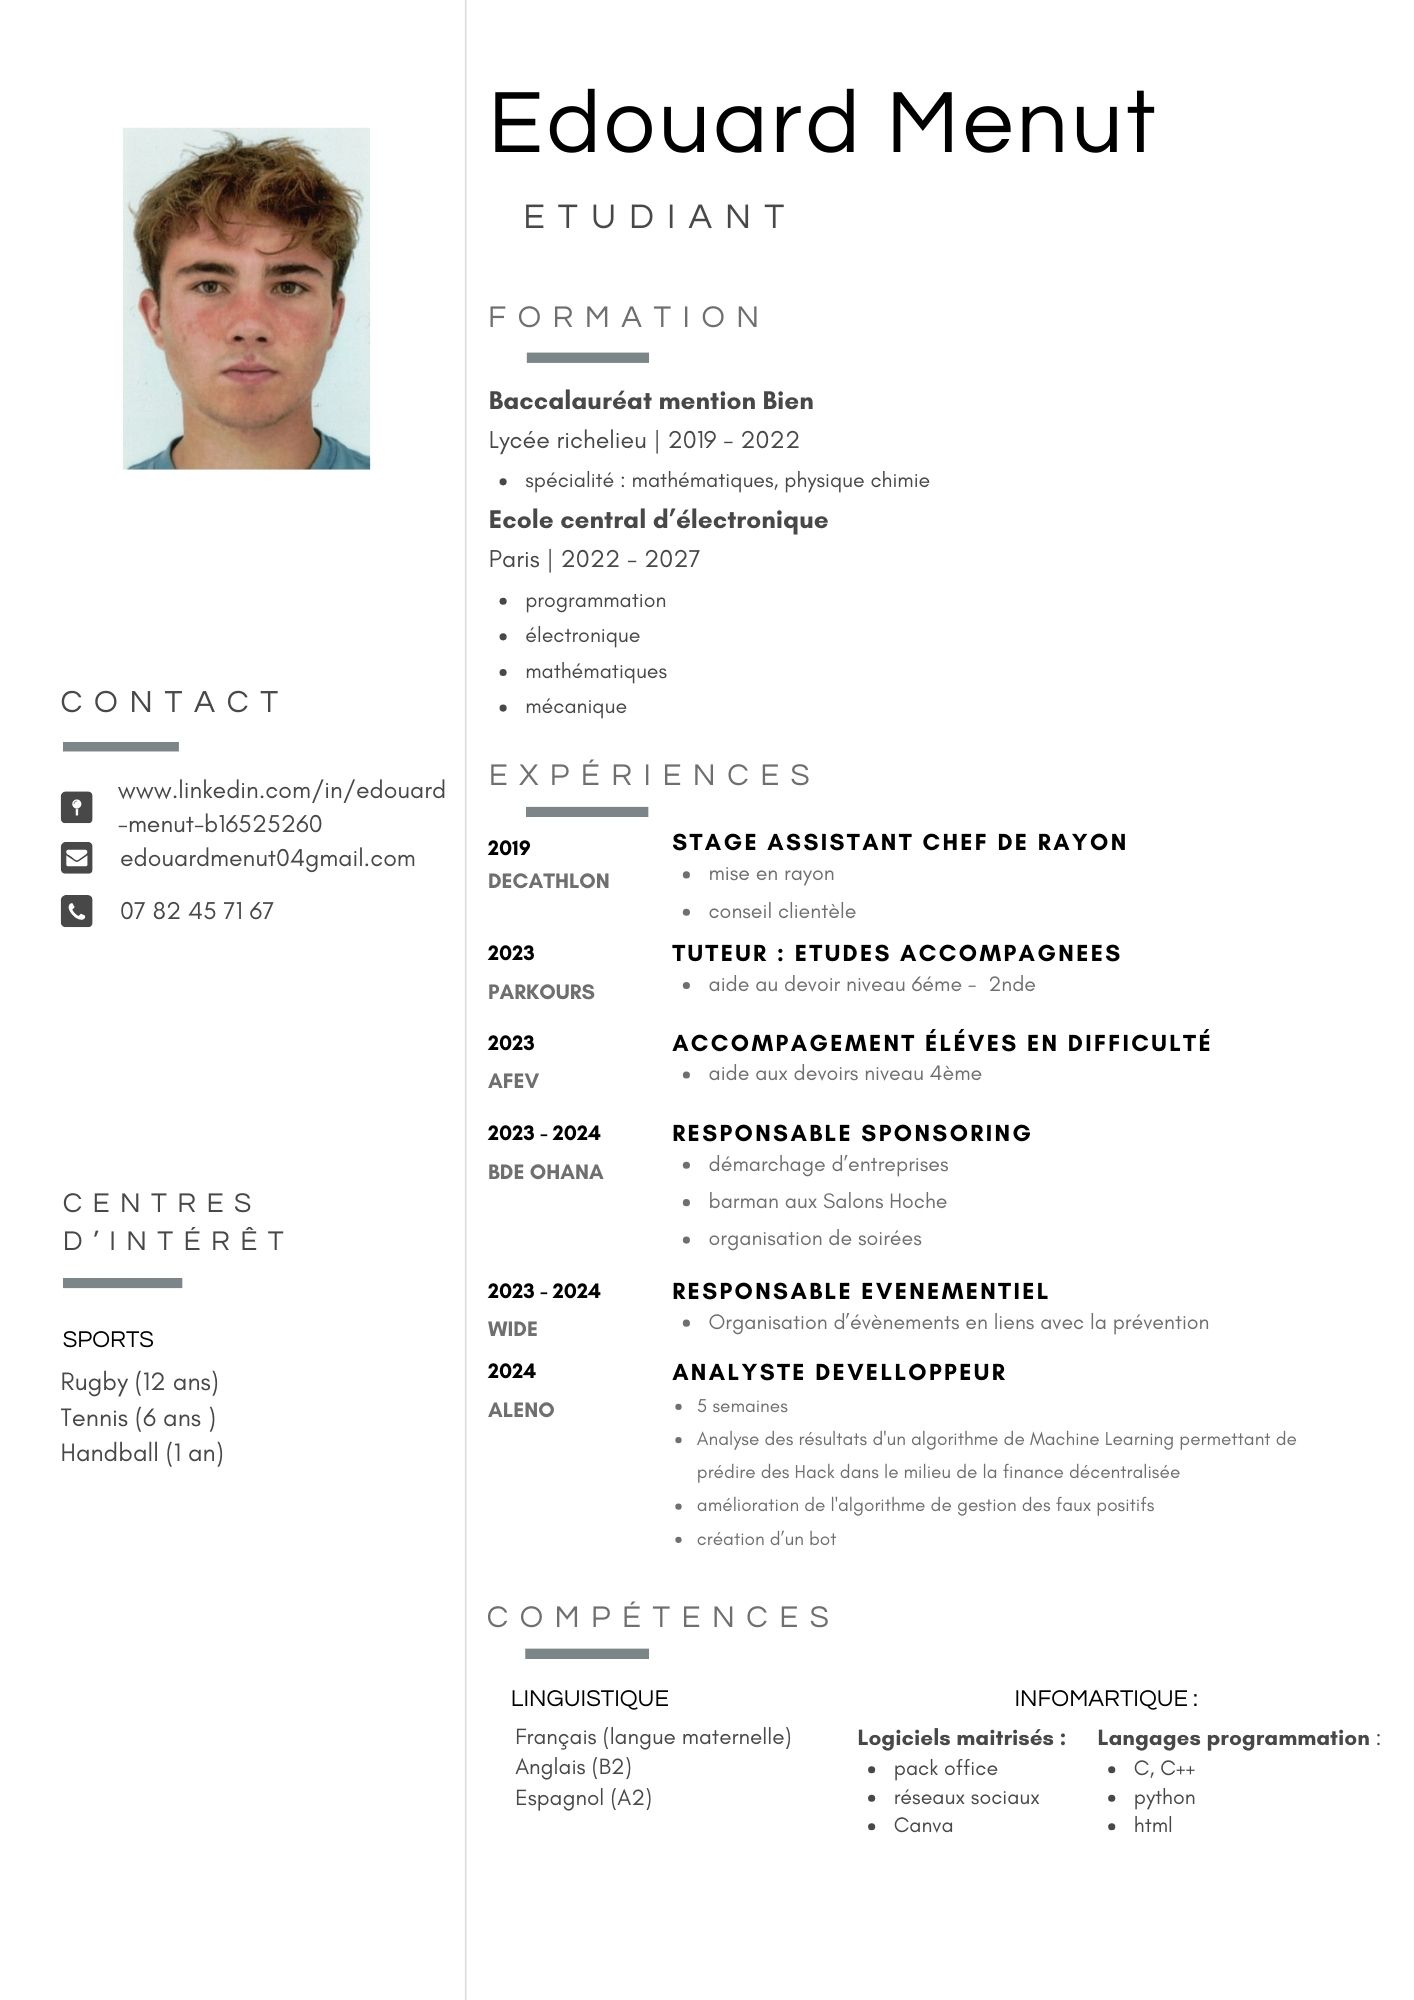 Edouard Menut
ETUDIANT
FORMATION
Baccalauréat mention Bien
Lycée richelieu | 2019 - 2022
• spécialité : mathématiques, physique chimie
Ecole central d’électronique
Paris | 2022 - 2027
• programmation
• électronique
• mathématiques
• mécanique
CONTACT
www.linkedin.com/in/edouard
-menut-b16525260
edouardmenut04gmail.com
07 82 45 71 67
CENTRES
D’INTÉRÊT
SPORTS
Rugby (12 ans)
Tennis (6 ans )
Handball (1 an)
EXPÉRIENCES
2019
DECATHLON
STAGE ASSISTANT CHEF DE RAYON
• mise en rayon
• conseil clientèle
2023
PARKOURS
TUTEUR : ETUDES ACCOMPAGNEES
• aide au devoir niveau 6éme - 2nde
2023
AFEV
ACCOMPAGEMENT ÉLÉVES EN DIFFICULTÉ
• aide aux devoirs niveau 4ème
2023 - 2024
BDE OHANA
RESPONSABLE SPONSORING
• démarchage d’entreprises
• barman aux Salons Hoche
• organisation de soirées
2023 - 2024
WIDE
RESPONSABLE EVENEMENTIEL
• Organisation d’évènements en liens avec la prévention
2024
ALENO
ANALYSTE DEVELLOPPEUR
• 5 semaines
• Analyse des résultats d'un algorithme de Machine Learning permettant de
prédire des Hack dans le milieu de la finance décentralisée
• amélioration de l'algorithme de gestion des faux positifs
• création d’un bot
COMPÉTENCES
LINGUISTIQUE
Français (langue maternelle)
Anglais (B2)
Espagnol (A2)
INFOMARTIQUE :
Logiciels maitrisés :
• pack office
• réseaux sociaux
• Canva
Langages programmation :
• C, C++
• python
• html